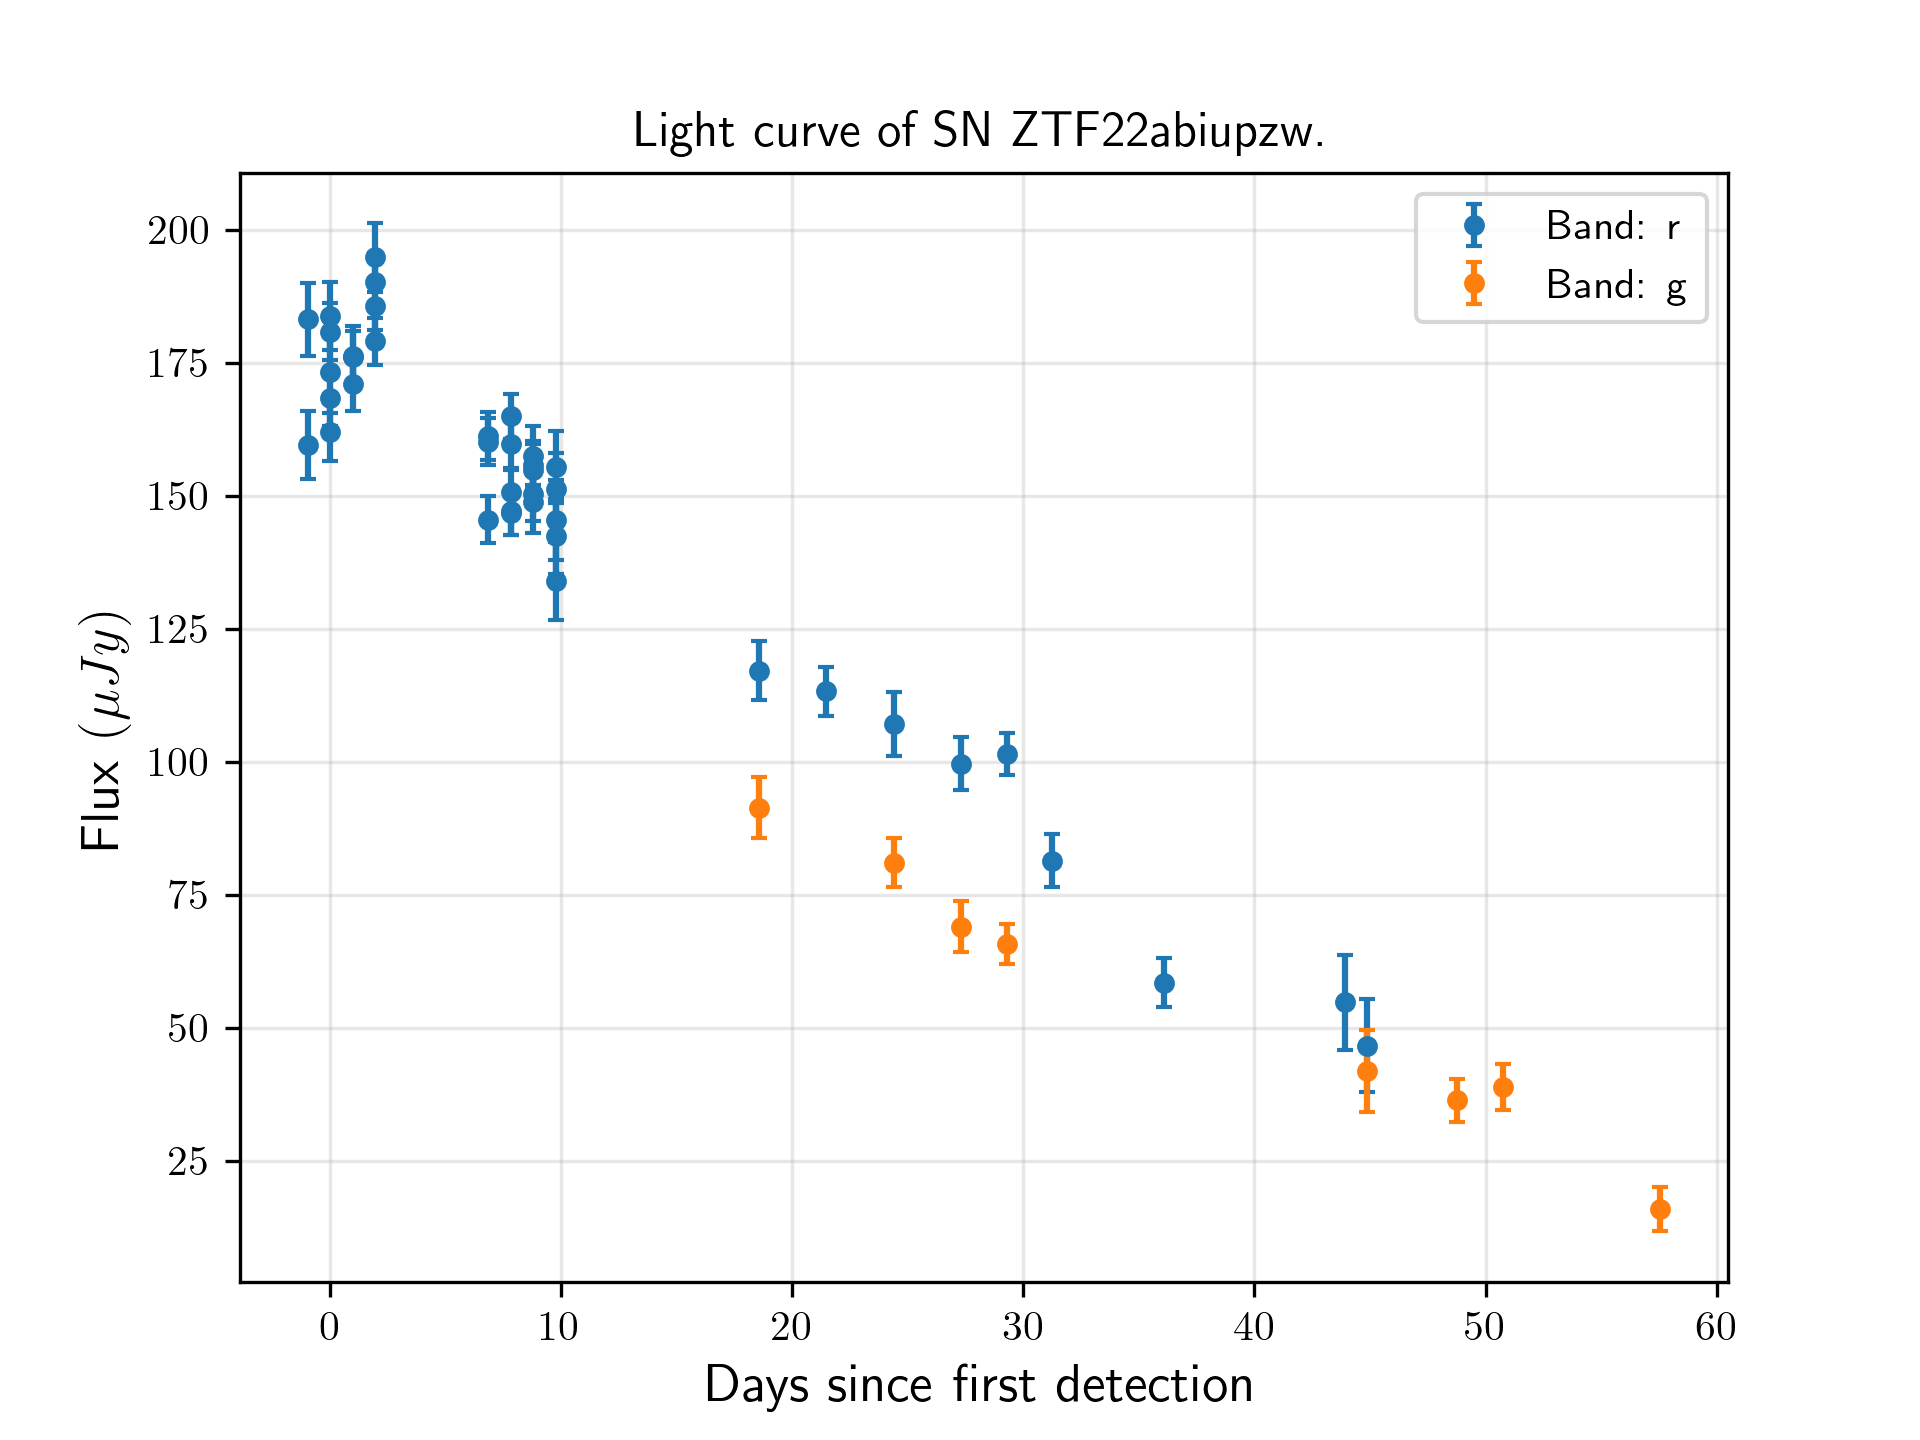 Light curve of SN ZTF22abiupzw.
Band: r
Band: g
Flux (μJy)
200
175
150
125
100
75
50
25
0 10 20 30 40 50 60
Days since first detection